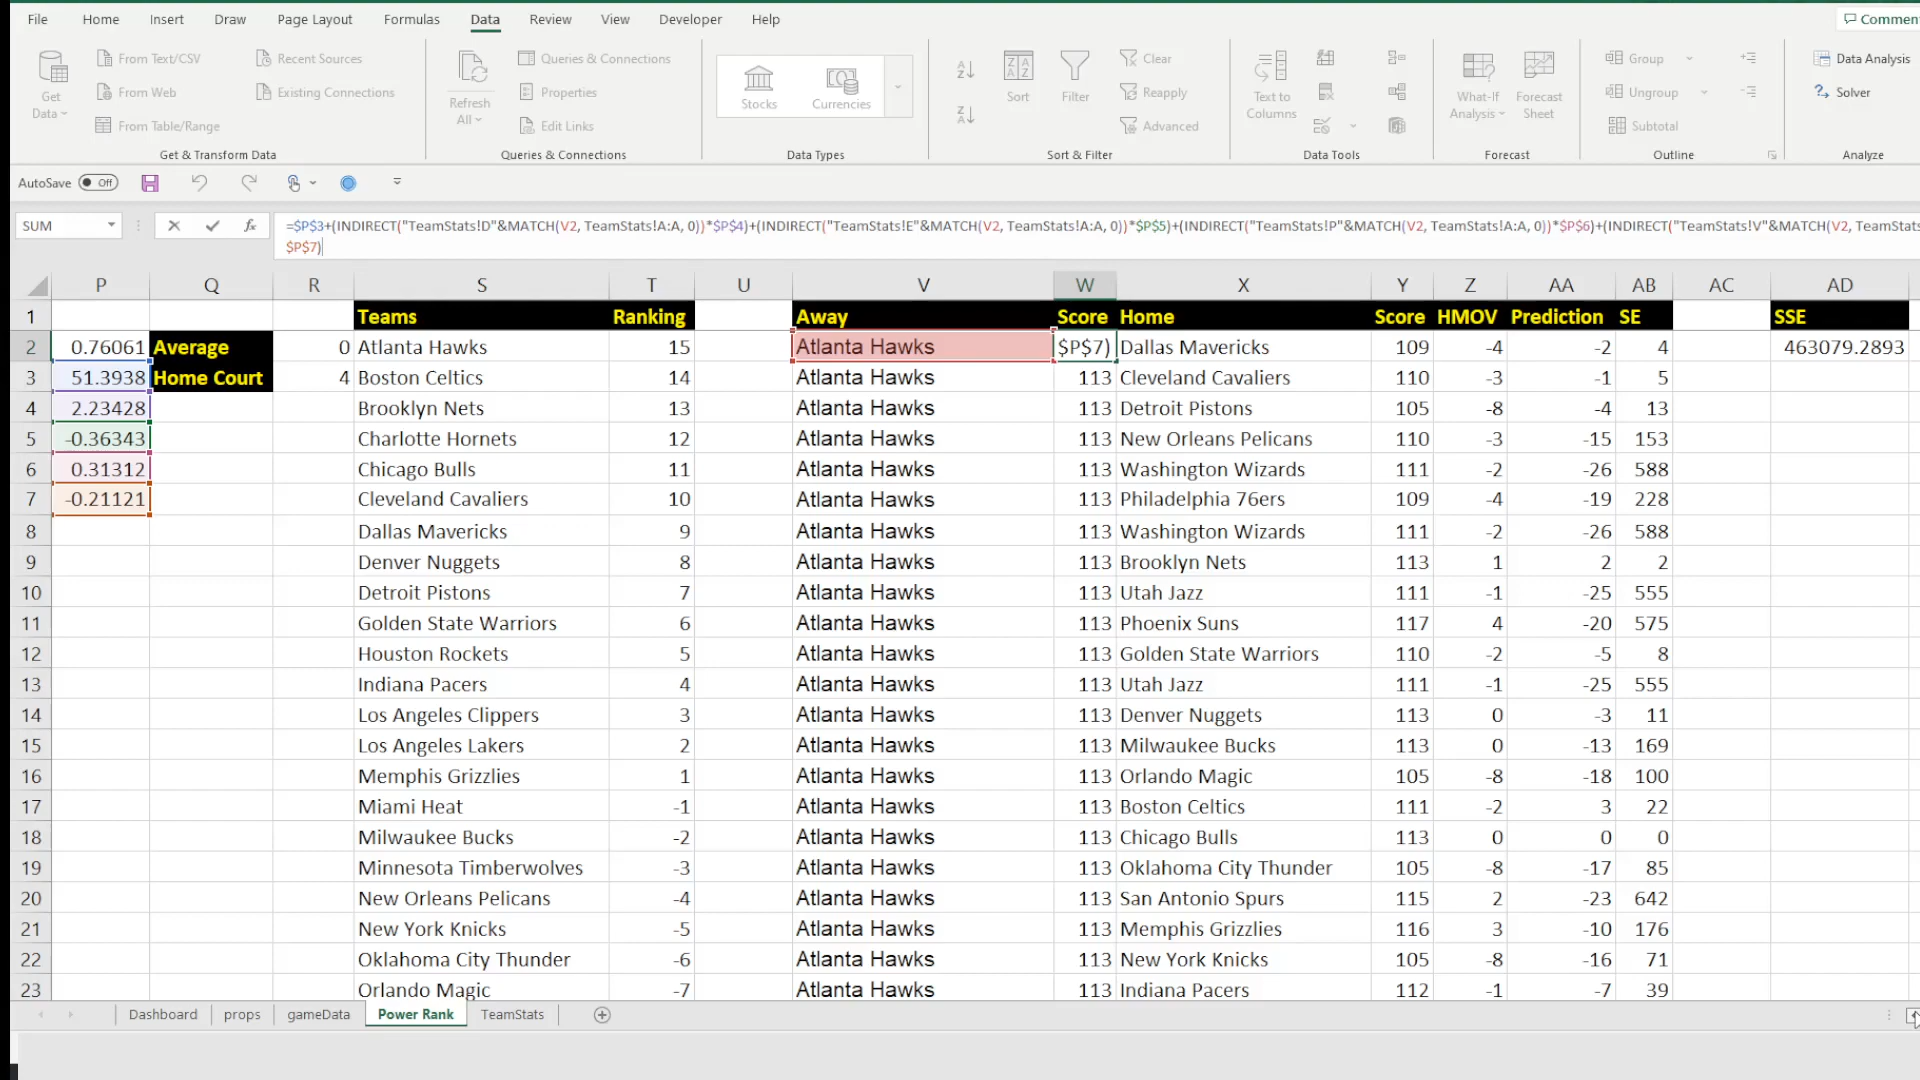 File Home Insert Draw Page Layout Formulas Data Review View Developer Help Commen
Get Data
From Text/CSV
From Web
From Table/Range
Recent Sources
Existing Connections
Get & Transform Data
Refresh All
Queries & Connections
Properties
Edit Links
Queries & Connections
Stocks Currencies
Data Types
Sort
Filter
Clear
Reapply
Advanced
Sort & Filter
Text to Columns
Data Tools
What-If Analysis
Forecast Sheet
Forecast
Group
Ungroup
Subtotal
Outline
Data Analysis
Solver
Analyze
AutoSave Off
SUM
fx
=$P$3+(INDIRECT("TeamStats!D"&MATCH(V2, TeamStats!A:A, 0))*$P$4)+(INDIRECT("TeamStats!E"&MATCH(V2, TeamStats!A:A, 0))*$P$5)+(INDIRECT("TeamStats!P"&MATCH(V2, TeamStats!A:A, 0))*$P$6)+(INDIRECT("TeamStats!V"&MATCH(V2, TeamStats
$P$7)
P Q R S T U V W X Y Z AA AB AC AD
1 Teams Ranking Away Score Home Score HMOV Prediction SE SSE
2 0.76061 Average 0 Atlanta Hawks 15 Atlanta Hawks $P$7) Dallas Mavericks 109 -4 -2 4 463079.2893
3 51.3938 Home Court 4 Boston Celtics 14 Atlanta Hawks 113 Cleveland Cavaliers 110 -3 -1 5
4 2.23428 Brooklyn Nets 13 Atlanta Hawks 113 Detroit Pistons 105 -8 -4 13
5 -0.36343 Charlotte Hornets 12 Atlanta Hawks 113 New Orleans Pelicans 110 -3 -15 153
6 0.31312 Chicago Bulls 11 Atlanta Hawks 113 Washington Wizards 111 -2 -26 588
7 -0.21121 Cleveland Cavaliers 10 Atlanta Hawks 113 Philadelphia 76ers 109 -4 -19 228
8 Dallas Mavericks 9 Atlanta Hawks 113 Washington Wizards 111 -2 -26 588
9 Denver Nuggets 8 Atlanta Hawks 113 Brooklyn Nets 113 1 2 2
10 Detroit Pistons 7 Atlanta Hawks 113 Utah Jazz 111 -1 -25 555
11 Golden State Warriors 6 Atlanta Hawks 113 Phoenix Suns 117 4 -20 575
12 Houston Rockets 5 Atlanta Hawks 113 Golden State Warriors 110 -2 -5 8
13 Indiana Pacers 4 Atlanta Hawks 113 Utah Jazz 111 -1 -25 555
14 Los Angeles Clippers 3 Atlanta Hawks 113 Denver Nuggets 113 0 -3 11
15 Los Angeles Lakers 2 Atlanta Hawks 113 Milwaukee Bucks 113 0 -13 169
16 Memphis Grizzlies 1 Atlanta Hawks 113 Orlando Magic 105 -8 -18 100
17 Miami Heat -1 Atlanta Hawks 113 Boston Celtics 111 -2 3 22
18 Milwaukee Bucks -2 Atlanta Hawks 113 Chicago Bulls 113 0 0 0
19 Minnesota Timberwolves -3 Atlanta Hawks 113 Oklahoma City Thunder 105 -8 -17 85
20 New Orleans Pelicans -4 Atlanta Hawks 113 San Antonio Spurs 115 2 -23 642
21 New York Knicks -5 Atlanta Hawks 113 Memphis Grizzlies 116 3 -10 176
22 Oklahoma City Thunder -6 Atlanta Hawks 113 New York Knicks 105 -8 -16 71
23 Orlando Magic -7 Atlanta Hawks 113 Indiana Pacers 112 -1 -7 39
Dashboard props gameData Power Rank TeamStats